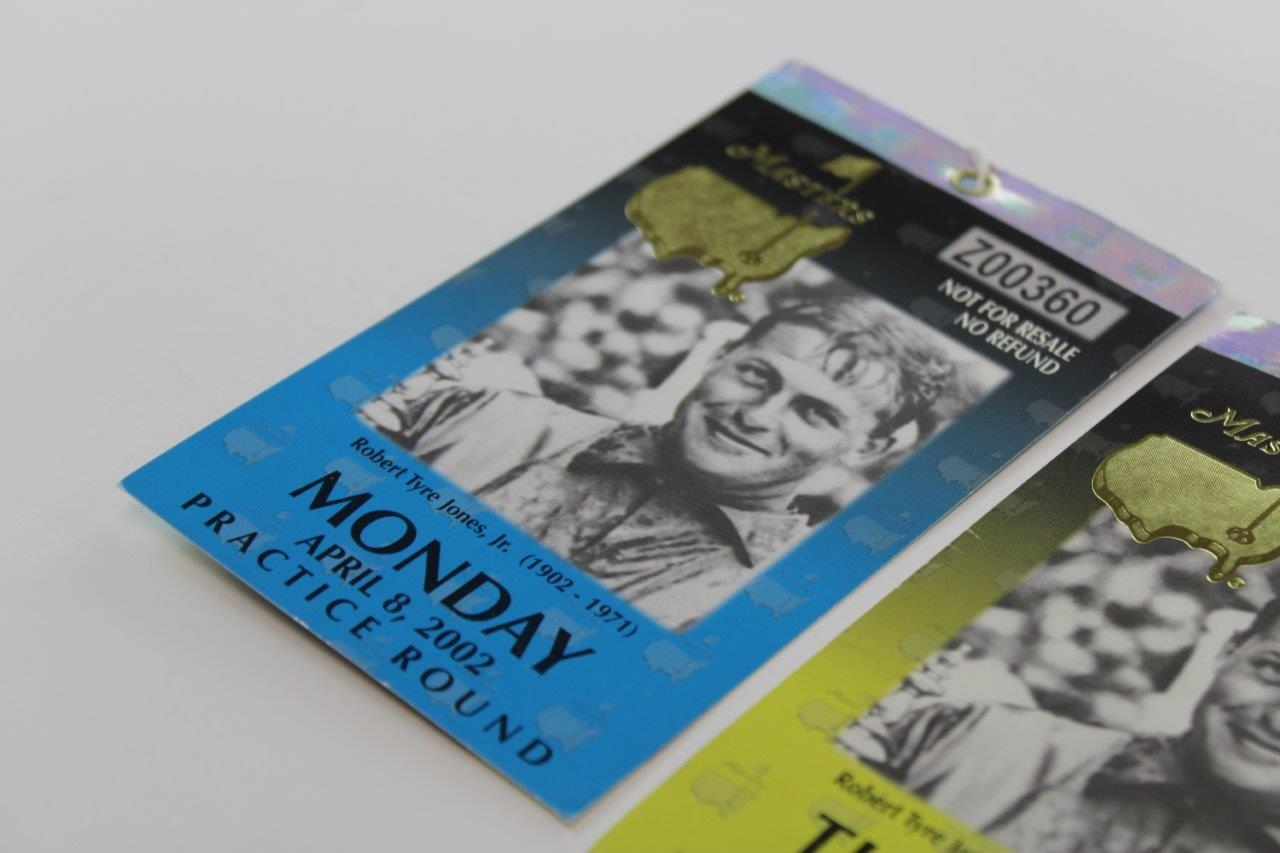 MASTERS
Z00360
NOT FOR RESALE
NO REFUND
Robert Tyre Jones, Jr. (1902 - 1971)
MONDAY
APRIL 8, 2002
PRACTICE ROUND
Robert Tyre